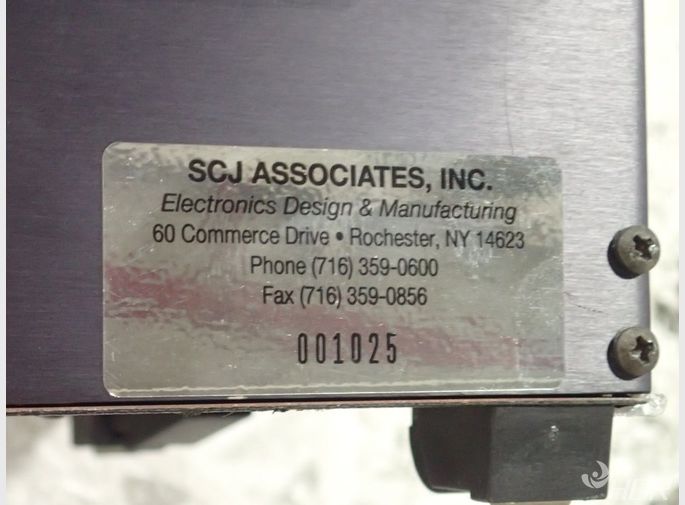 SCJ ASSOCIATES, INC.
Electronics Design & Manufacturing
60 Commerce Drive • Rochester, NY 14623
Phone (716) 359-0600
Fax (716) 359-0856
001025